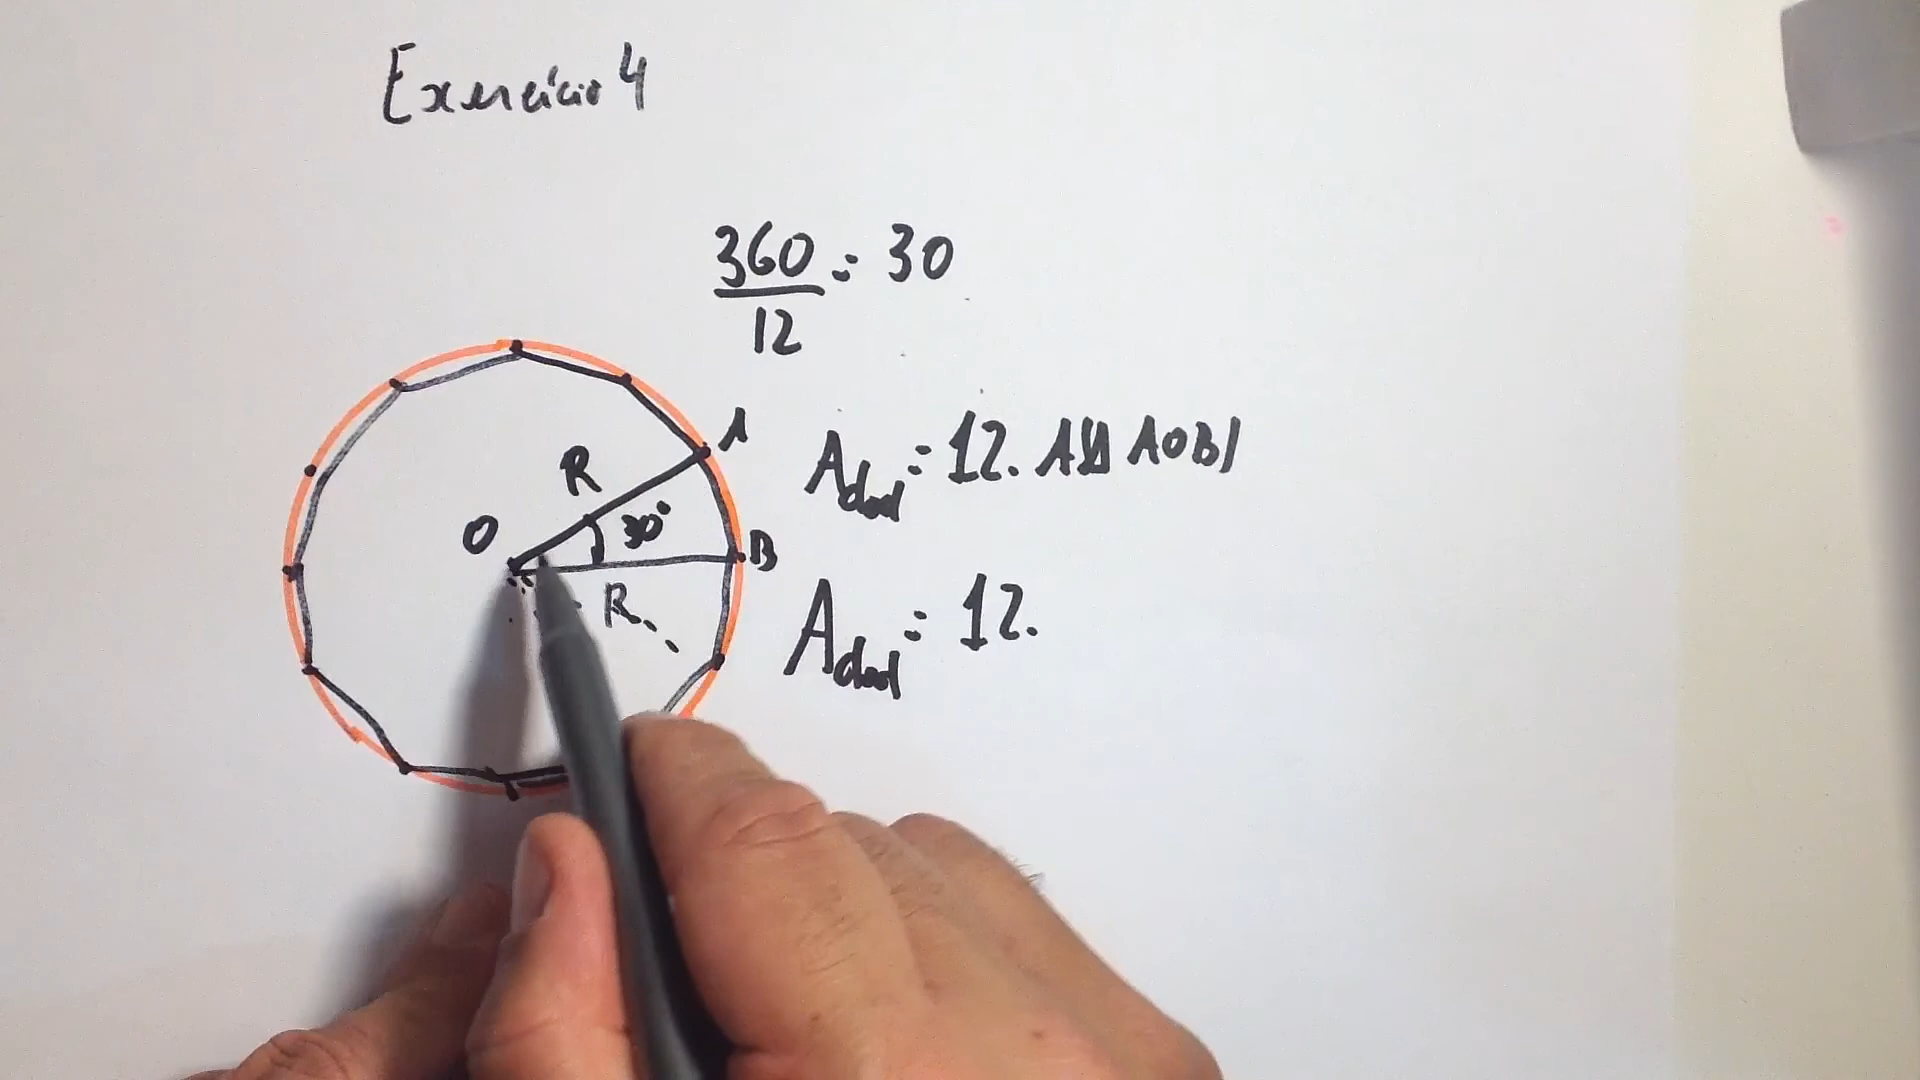 Exercício 4
360/12 = 30
A
R
A_dod = 12. A(△ AOB)
O
30°
B
R
A_dod = 12.